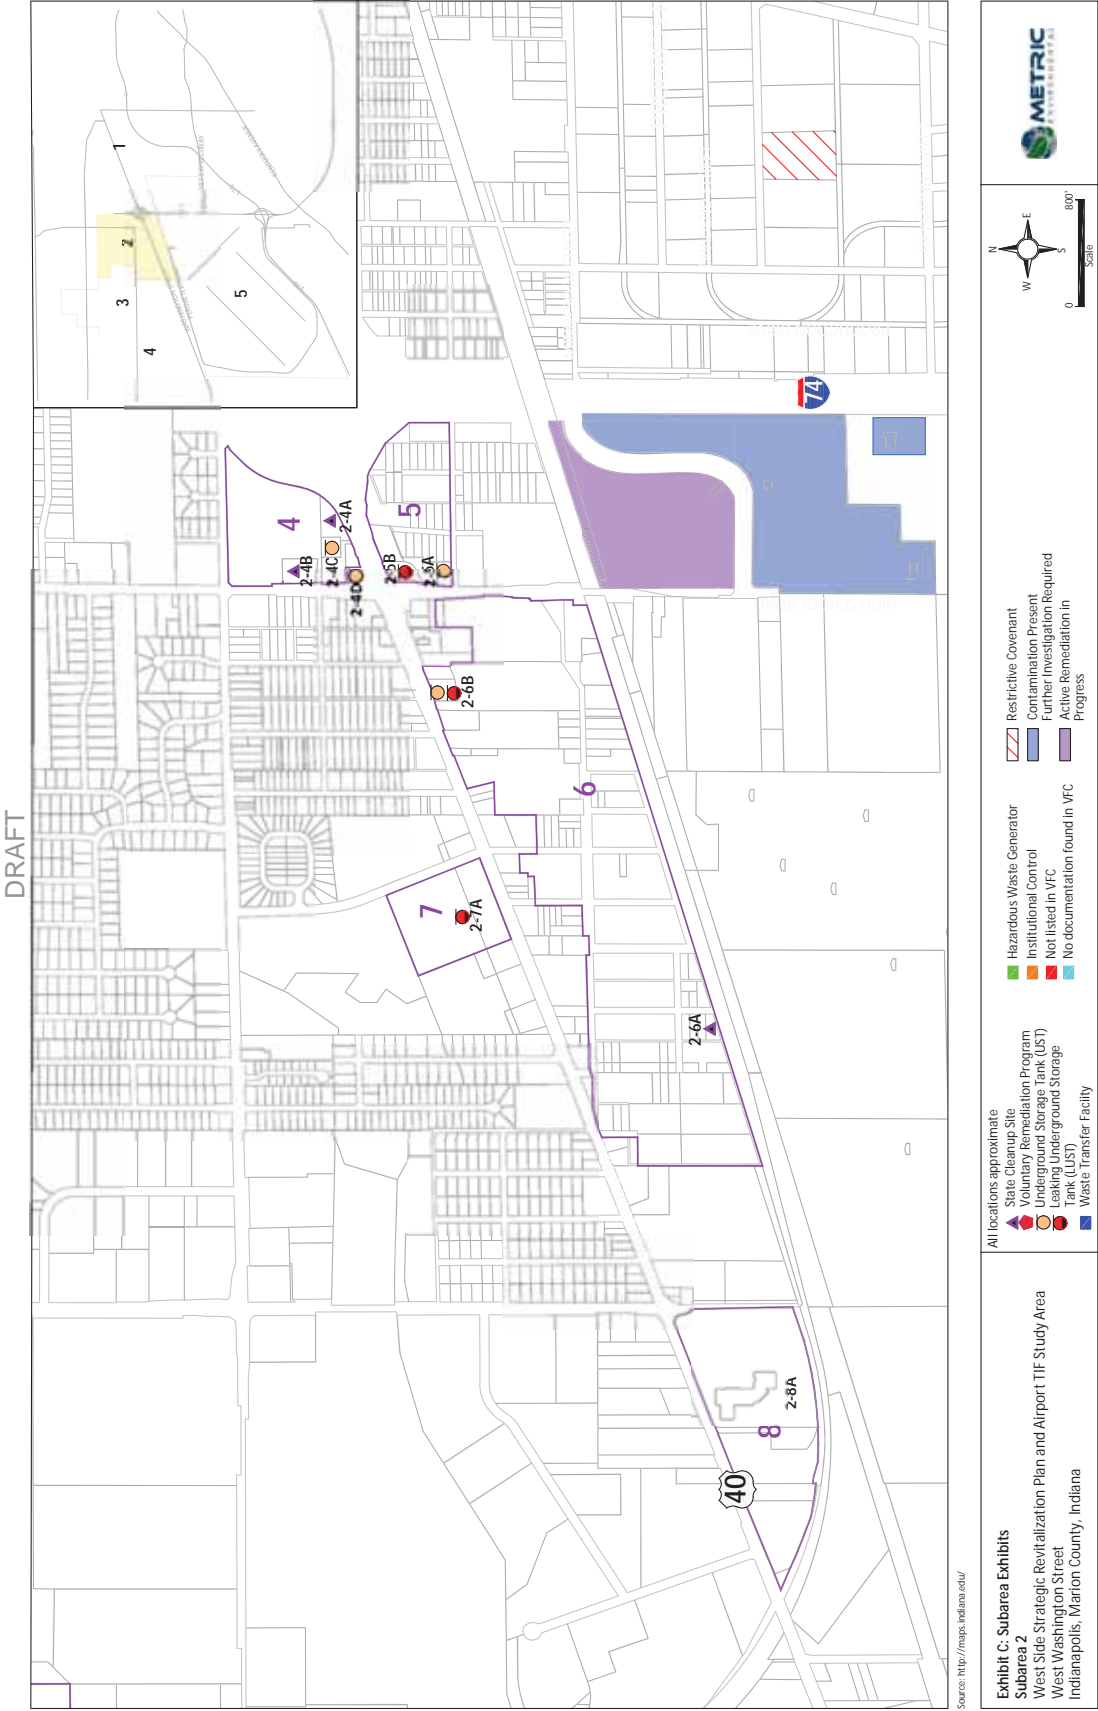 DRAFT
1
2
3
4
5
4
2-4B
2-4A
2-4C
2-4D
5
2-5B
2-5A
2-6B
6
7
2-7A
2-6A
8
2-8A
40
74
HIGH SCHOOL ROAD
Source: http://maps.indiana.edu/
Exhibit C: Subarea Exhibits
Subarea 2
West Side Strategic Revitalization Plan and Airport TIF Study Area
West Washington Street
Indianapolis, Marion County, Indiana
All locations approximate
State Cleanup Site
Voluntary Remediation Program
Underground Storage Tank (UST)
Leaking Underground Storage
Tank (LUST)
Waste Transfer Facility
Hazardous Waste Generator
Institutional Control
Not listed in VFC
No documentation found in VFC
Restrictive Covenant
Contamination Present
Further Investigation Required
Active Remediation in
Progress
N
W
E
S
0
800'
Scale
METRIC
ENVIRONMENTAL